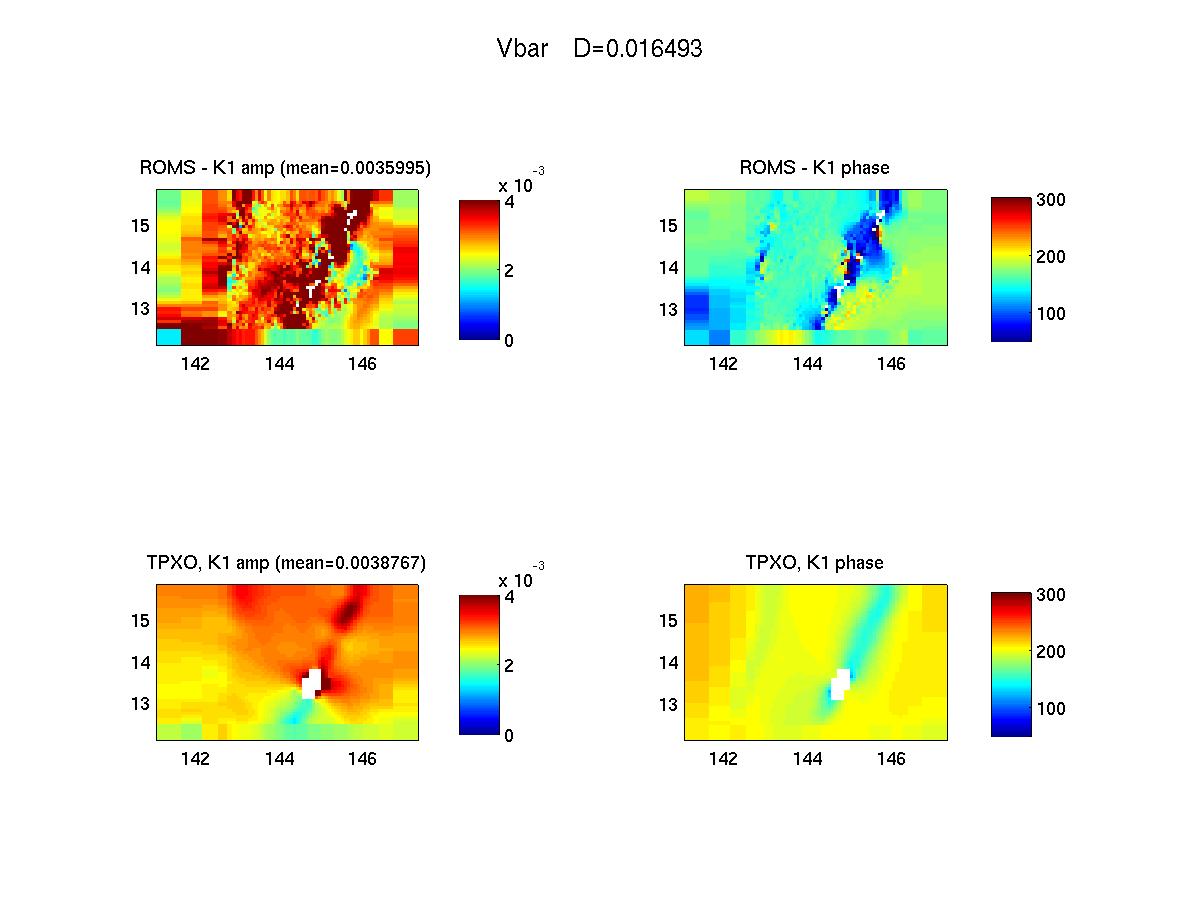 Vbar D=0.016493
ROMS - K1 amp (mean=0.0035995)
ROMS - K1 phase
x 10-3
15
14
13
142 144 146
4
2
0
15
14
13
142 144 146
300
200
100
TPXO, K1 amp (mean=0.0038767)
TPXO, K1 phase
x 10-3
15
14
13
142 144 146
4
2
0
15
14
13
142 144 146
300
200
100